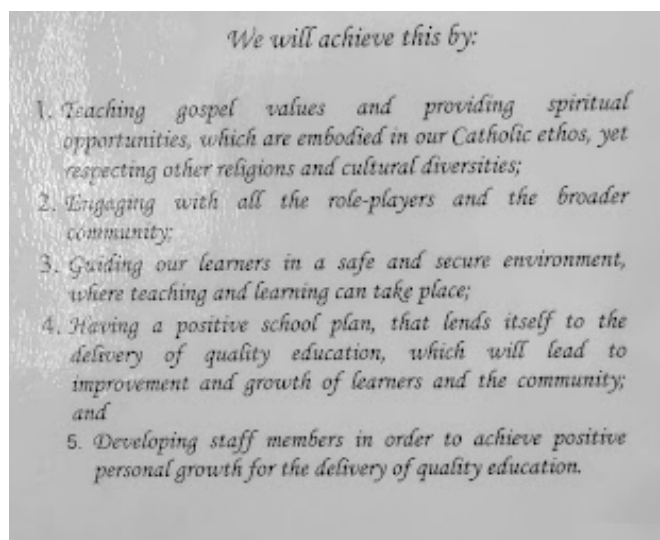 We will achieve this by:
1. Teaching gospel values and providing spiritual
opportunities, which are embodied in our Catholic ethos, yet
respecting other religions and cultural diversities;
2. Engaging with all the role-players and the broader
community;
3. Guiding our learners in a safe and secure environment,
where teaching and learning can take place;
4. Having a positive school plan, that lends itself to the
delivery of quality education, which will lead to
improvement and growth of learners and the community;
and
5. Developing staff members in order to achieve positive
personal growth for the delivery of quality education.